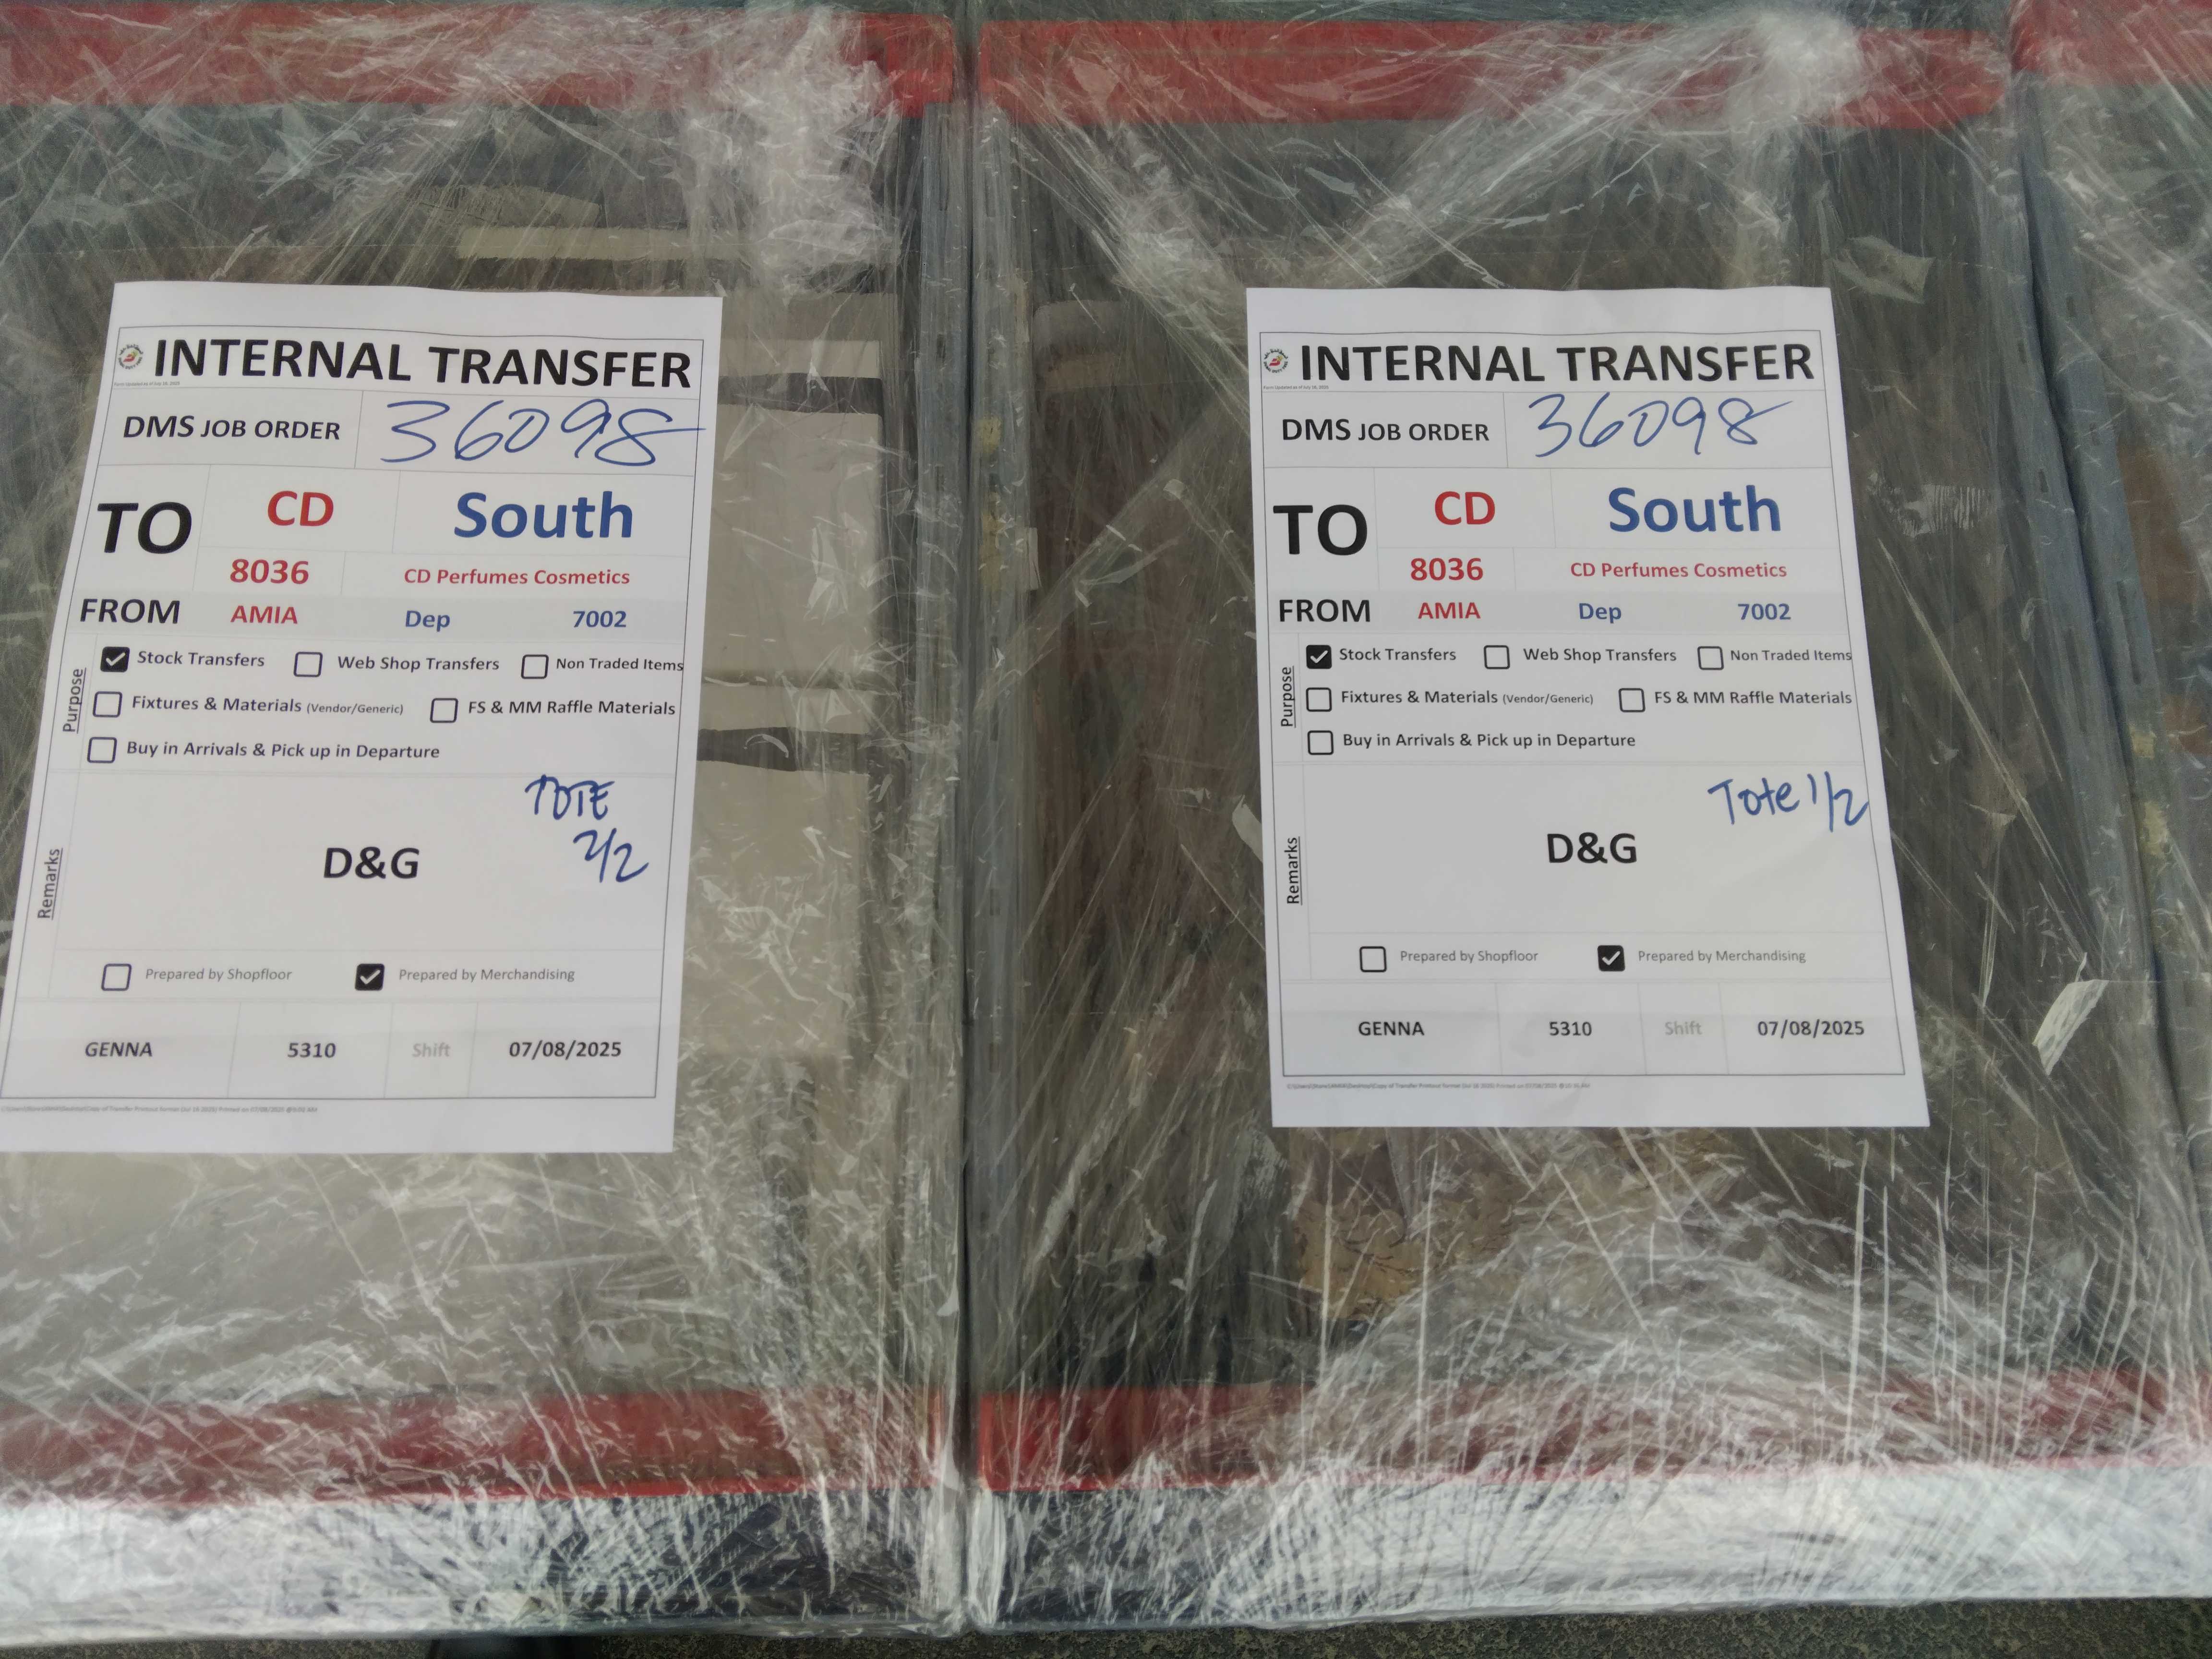 INTERNAL TRANSFER
DMS JOB ORDER 36098
TO CD South
8036 CD Perfumes Cosmetics
FROM AMIA Dep 7002
Purpose
Stock Transfers Web Shop Transfers Non Traded Items
Fixtures & Materials (Vendor/Generic) FS & MM Raffle Materials
Buy in Arrivals & Pick up in Departure
Remarks
TOTE
2/2
D&G
Prepared by Shopfloor Prepared by Merchandising
GENNA 5310 Shift 07/08/2025
INTERNAL TRANSFER
DMS JOB ORDER 36098
TO CD South
8036 CD Perfumes Cosmetics
FROM AMIA Dep 7002
Purpose
Stock Transfers Web Shop Transfers Non Traded Items
Fixtures & Materials (Vendor/Generic) FS & MM Raffle Materials
Buy in Arrivals & Pick up in Departure
Remarks
Tote 1/2
D&G
Prepared by Shopfloor Prepared by Merchandising
GENNA 5310 Shift 07/08/2025